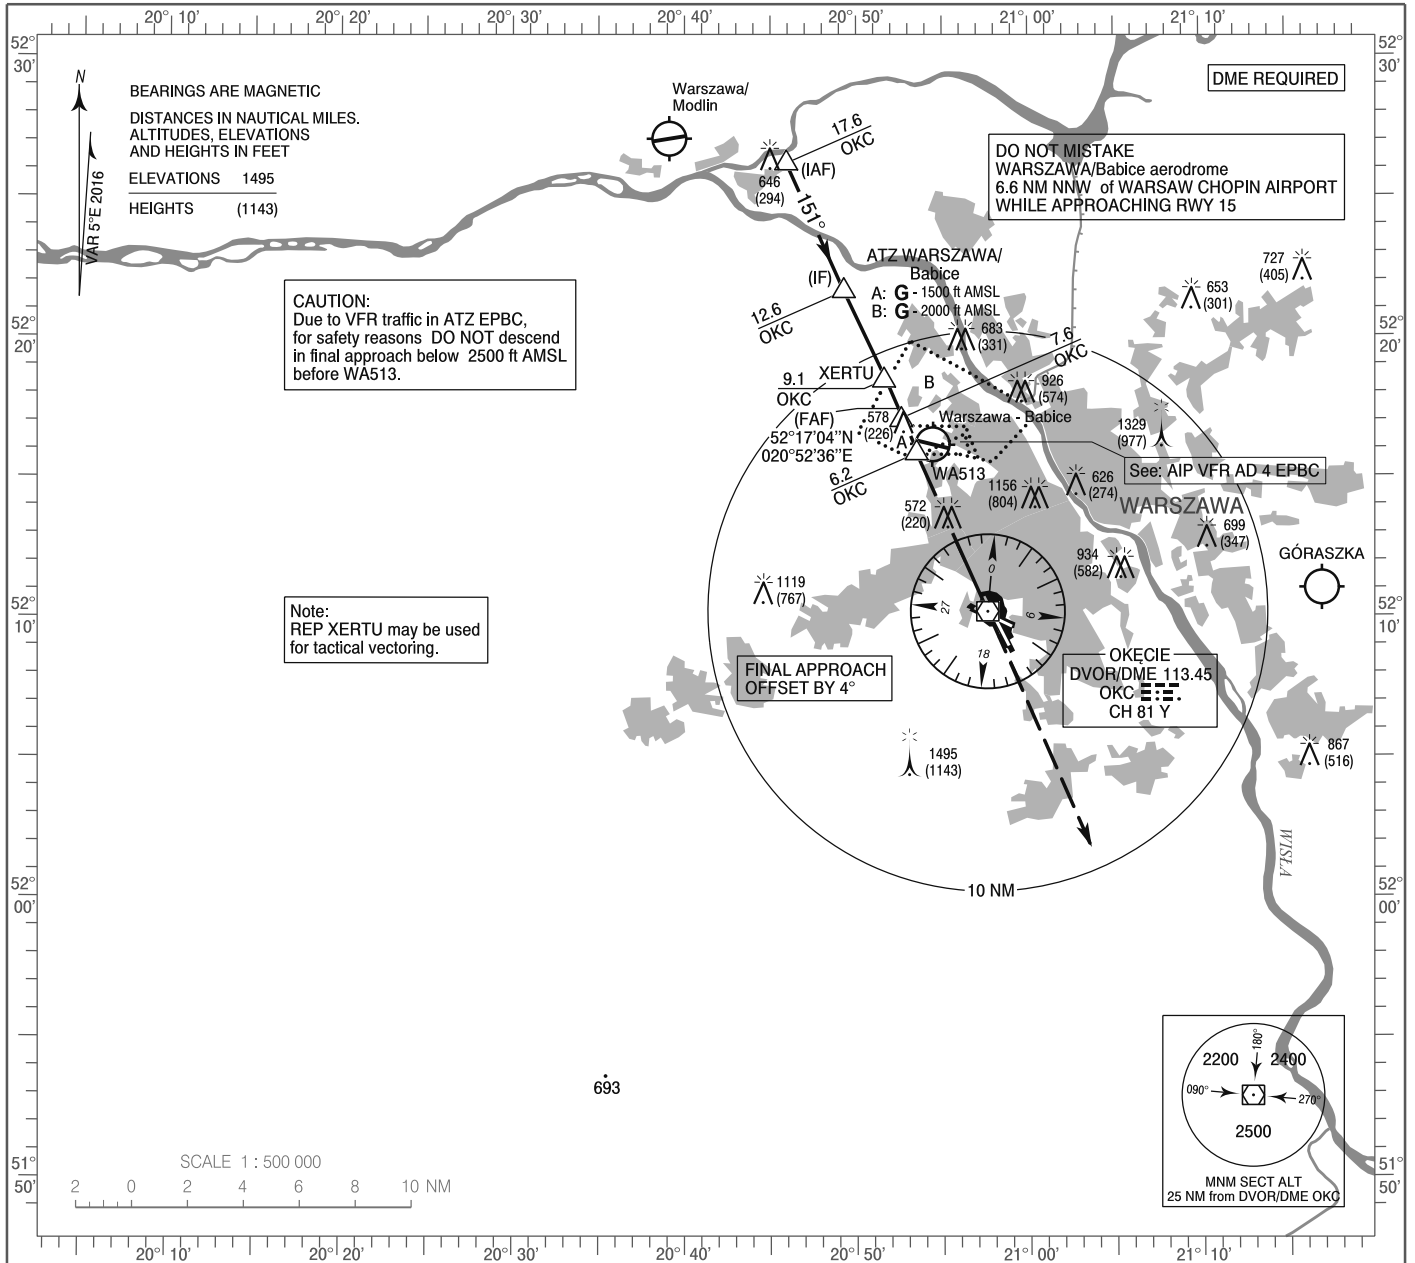 20° 10' 20° 20' 20° 30' 20° 40' 20° 50' 21° 00' 21° 10'
52°
30'
52°
30'
N
VAR 5°E 2016
BEARINGS ARE MAGNETIC
DISTANCES IN NAUTICAL MILES.
ALTITUDES, ELEVATIONS
AND HEIGHTS IN FEET
ELEVATIONS 1495
HEIGHTS (1143)
Warszawa/
Modlin
DME REQUIRED
17.6
OKC
(IAF)
646
(294)
151°
DO NOT MISTAKE
WARSZAWA/Babice aerodrome
6.6 NM NNW of WARSAW CHOPIN AIRPORT
WHILE APPROACHING RWY 15
ATZ WARSZAWA/
Babice
A: G - 1500 ft AMSL
B: G - 2000 ft AMSL
(IF)
12.6
OKC
727
(405)
653
(301)
CAUTION:
Due to VFR traffic in ATZ EPBC,
for safety reasons DO NOT descend
in final approach below 2500 ft AMSL
before WA513.
52°
20'
52°
20'
683
(331)
7.6
OKC
XERTU
9.1
OKC
B
926
(574)
(FAF)
52°17'04"N
020°52'36"E
578
(226)
A
Warszawa - Babice
1329
(977)
6.2
OKC
WA513
See: AIP VFR AD 4 EPBC
1156
(804)
626
(274)
WARSZAWA
572
(220)
699
(347)
934
(582)
GÓRASZKA
1119
(767)
52°
10'
52°
10'
Note:
REP XERTU may be used
for tactical vectoring.
0
9
18
27
FINAL APPROACH
OFFSET BY 4°
OKĘCIE
DVOR/DME 113.45
OKC
CH 81 Y
1495
(1143)
867
(516)
WISŁA
10 NM
52°
00'
52°
00'
693
2200
180°
2400
090°
270°
2500
MNM SECT ALT
25 NM from DVOR/DME OKC
SCALE 1 : 500 000
2 0 2 4 6 8 10 NM
51°
50'
51°
50'
20° 10' 20° 20' 20° 30' 20° 40' 20° 50' 21° 00' 21° 10'